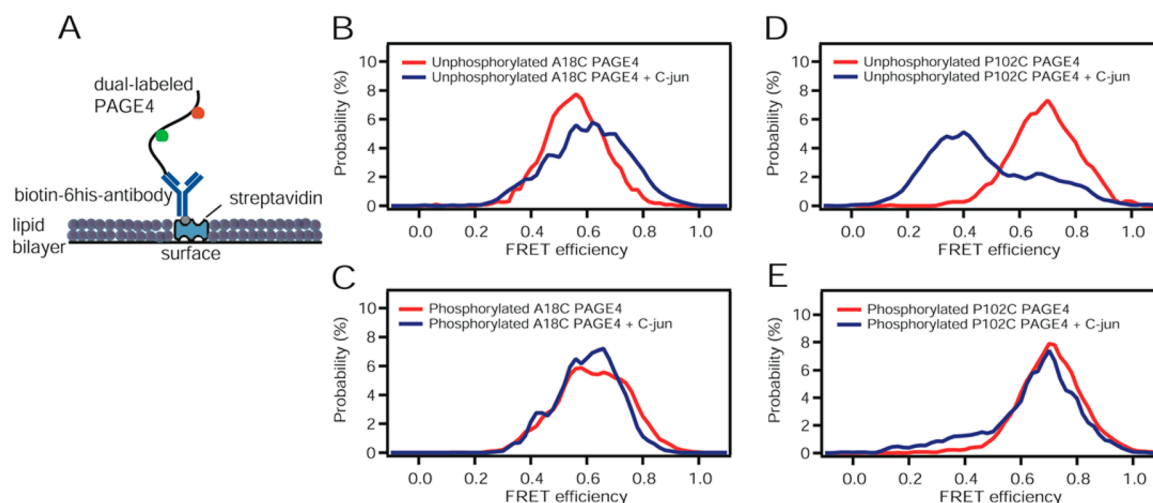 A
dual-labeled
PAGE4
biotin-6his-antibody
streptavidin
lipid
bilayer
surface
B
Unphosphorylated A18C PAGE4
Unphosphorylated A18C PAGE4 + C-jun
Probability (%)
10
8
6
4
2
0
0.0 0.2 0.4 0.6 0.8 1.0
FRET efficiency
C
Phosphorylated A18C PAGE4
Phosphorylated A18C PAGE4 + C-jun
Probability (%)
10
8
6
4
2
0
0.0 0.2 0.4 0.6 0.8 1.0
FRET efficiency
D
Unphosphorylated P102C PAGE4
Unphosphorylated P102C PAGE4 + C-jun
Probability (%)
10
8
6
4
2
0
0.0 0.2 0.4 0.6 0.8 1.0
FRET efficiency
E
Phosphorylated P102C PAGE4
Phosphorylated P102C PAGE4 + C-jun
Probability (%)
10
8
6
4
2
0
0.0 0.2 0.4 0.6 0.8 1.0
FRET efficiency